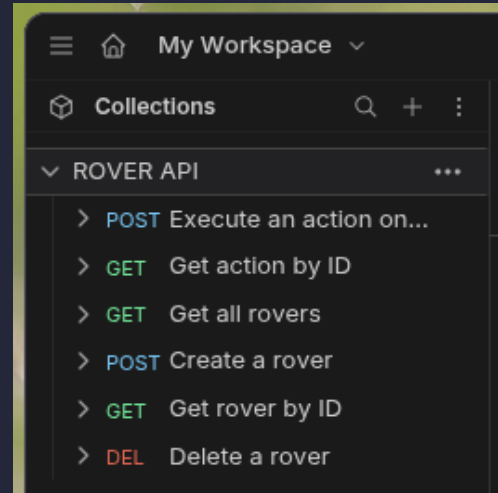 My Workspace
Collections
ROVER API
POST Execute an action on...
GET Get action by ID
GET Get all rovers
POST Create a rover
GET Get rover by ID
DEL Delete a rover